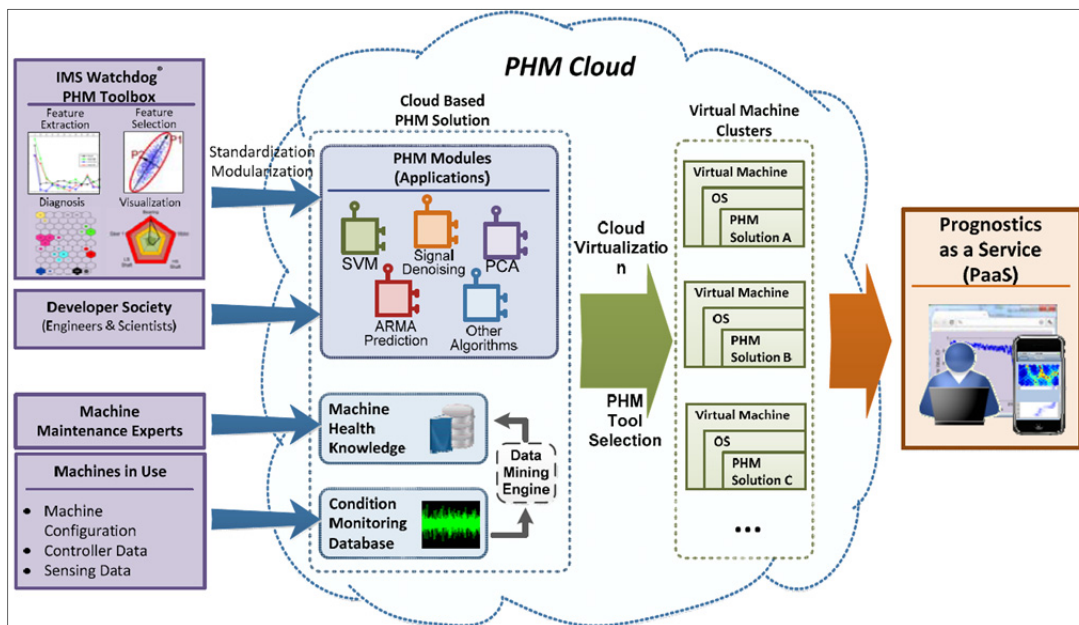 PHM Cloud
IMS Watchdog®
PHM Toolbox
Feature
Extraction
Feature
Selection
P1
P2
Diagnosis
Visualization
Developer Society
(Engineers & Scientists)
Machine
Maintenance Experts
Machines in Use
• Machine
Configuration
• Controller Data
• Sensing Data
Standardization
Modularization
Cloud Based
PHM Solution
PHM Modules
(Applications)
SVM
Signal
Denoising
PCA
ARMA
Prediction
Other
Algorithms
Machine
Health
Knowledge
Data
Mining
Engine
Condition
Monitoring
Database
Cloud
Virtualizatio
n
PHM
Tool
Selection
Virtual Machine
Clusters
Virtual Machine
OS
PHM
Solution A
Virtual Machine
OS
PHM
Solution B
Virtual Machine
OS
PHM
Solution C
...
Prognostics
as a Service
(PaaS)